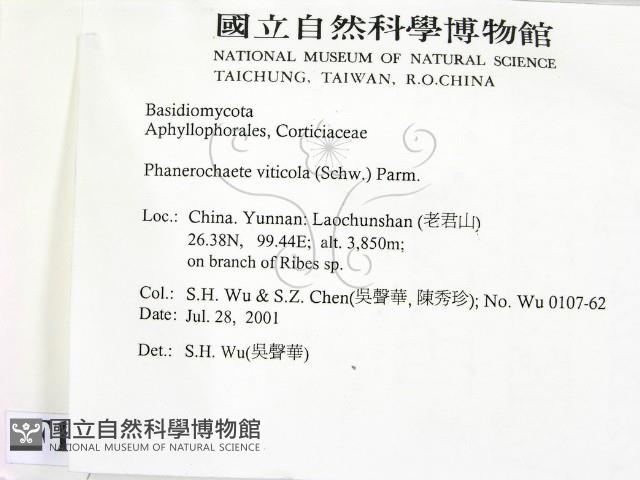 國立自然科學博物館
NATIONAL MUSEUM OF NATURAL SCIENCE
TAICHUNG, TAIWAN, R.O.CHINA
Basidiomycota
Aphyllophorales, Corticiaceae
Phanerochaete viticola (Schw.) Parm.
Loc.: China. Yunnan: Laochunshan (老君山)
26.38N, 99.44E; alt. 3,850m;
on branch of Ribes sp.
Col.: S.H. Wu & S.Z. Chen(吳聲華, 陳秀珍); No. Wu 0107-62
Date: Jul. 28, 2001
Det.: S.H. Wu(吳聲華)
國立自然科學博物館
NATIONAL MUSEUM OF NATURAL SCIENCE